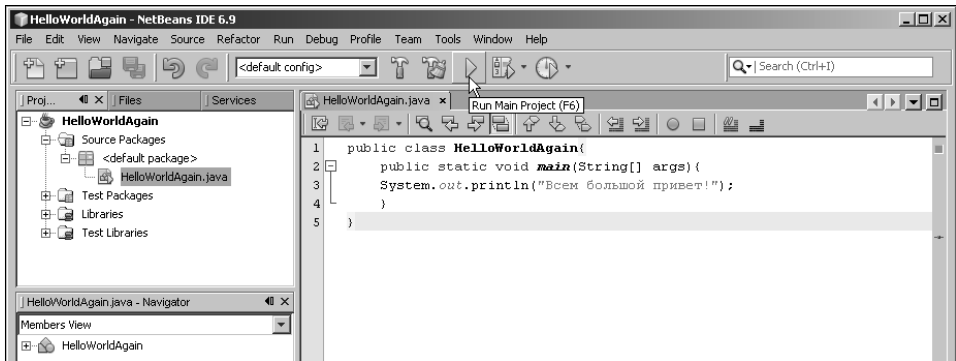 HelloWorldAgain - NetBeans IDE 6.9
File Edit View Navigate Source Refactor Run Debug Profile Team Tools Window Help
<default config>
Search (Ctrl+I)
Proj... Files Services
HelloWorldAgain.java
Run Main Project (F6)
HelloWorldAgain
Source Packages
<default package>
HelloWorldAgain.java
Test Packages
Libraries
Test Libraries
1 public class HelloWorldAgain{
2 public static void main(String[] args){
3 System.out.println("Всем большой привет!");
4 }
5 }
HelloWorldAgain.java - Navigator
Members View
HelloWorldAgain